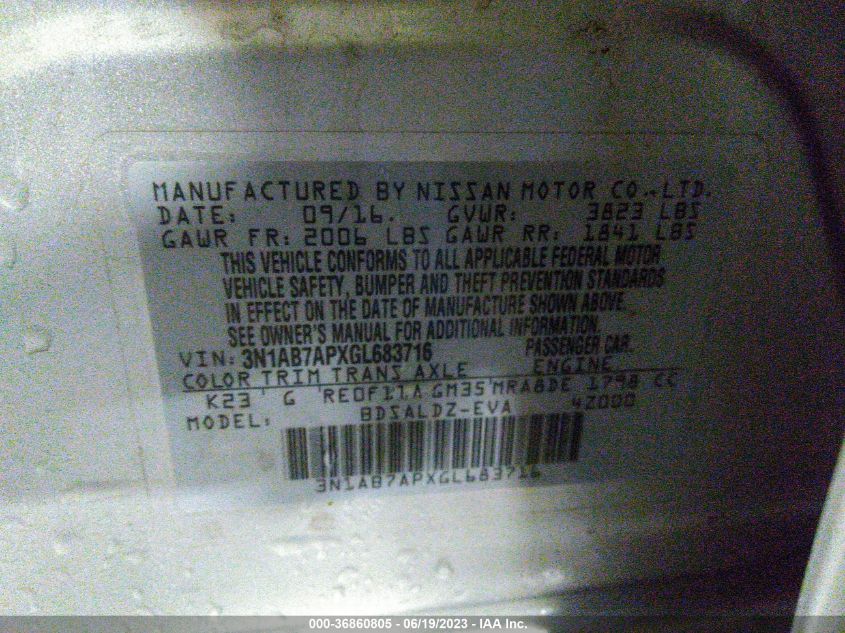 MANUFACTURED BY NISSAN MOTOR CO., LTD.
DATE: 09/16. GVWR: 3823 LBS
GAWR FR: 2006 LBS GAWR RR: 1841 LBS
THIS VEHICLE CONFORMS TO ALL APPLICABLE FEDERAL MOTOR
VEHICLE SAFETY, BUMPER AND THEFT PREVENTION STANDARDS
IN EFFECT ON THE DATE OF MANUFACTURE SHOWN ABOVE.
SEE OWNER'S MANUAL FOR ADDITIONAL INFORMATION.
VIN: 3N1AB7APXGL683716 PASSENGER CAR.
COLOR TRIM TRANS AXLE ENGINE
K23 G RE0F11A GM35 MRA8DE 1798 CC
MODEL: BDSALDZ-EVA 42000
3N1AB7APXGL683716
000-36860805 - 06/19/2023 - IAA Inc.